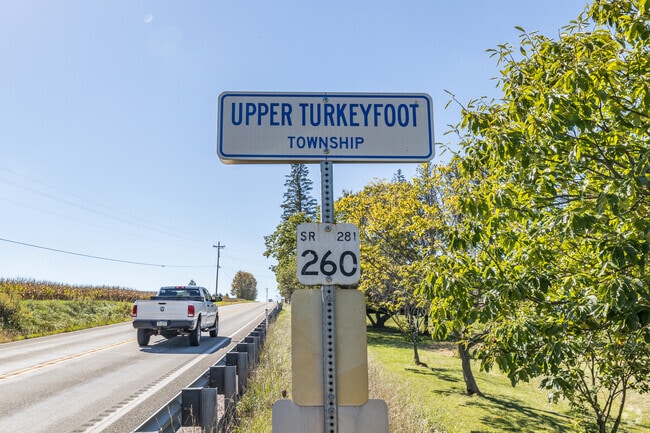 UPPER TURKEYFOOT
TOWNSHIP
SR 281
260